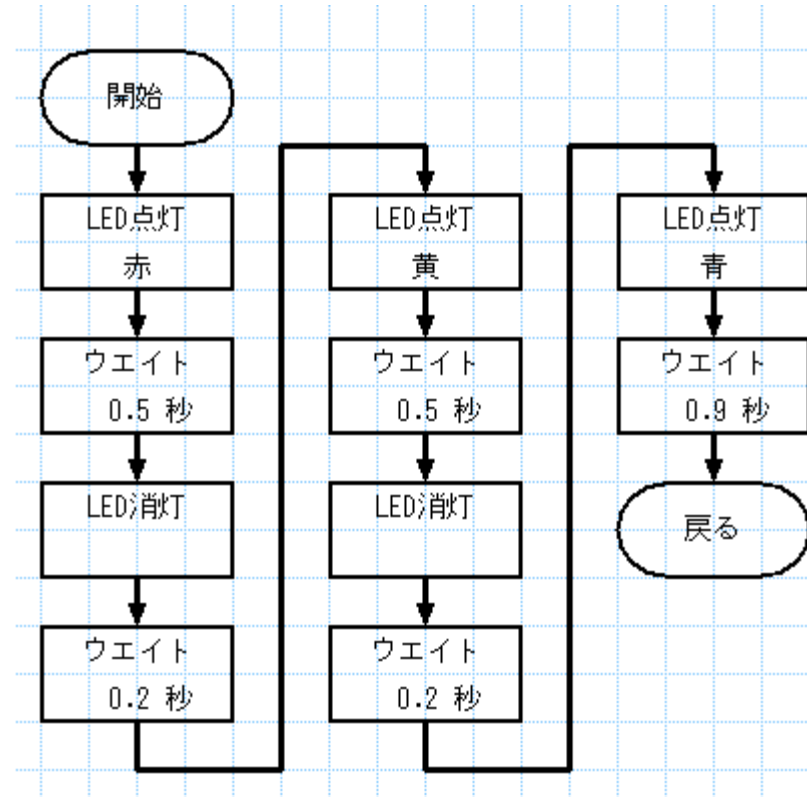 開始
LED点灯
赤
ウエイト
0.5 秒
LED消灯
ウエイト
0.2 秒
LED点灯
黄
ウエイト
0.5 秒
LED消灯
ウエイト
0.2 秒
LED点灯
青
ウエイト
0.9 秒
戻る